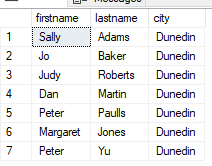 Messages
firstname lastname city
1 Sally Adams Dunedin
2 Jo Baker Dunedin
3 Judy Roberts Dunedin
4 Dan Martin Dunedin
5 Peter Paulls Dunedin
6 Margaret Jones Dunedin
7 Peter Yu Dunedin